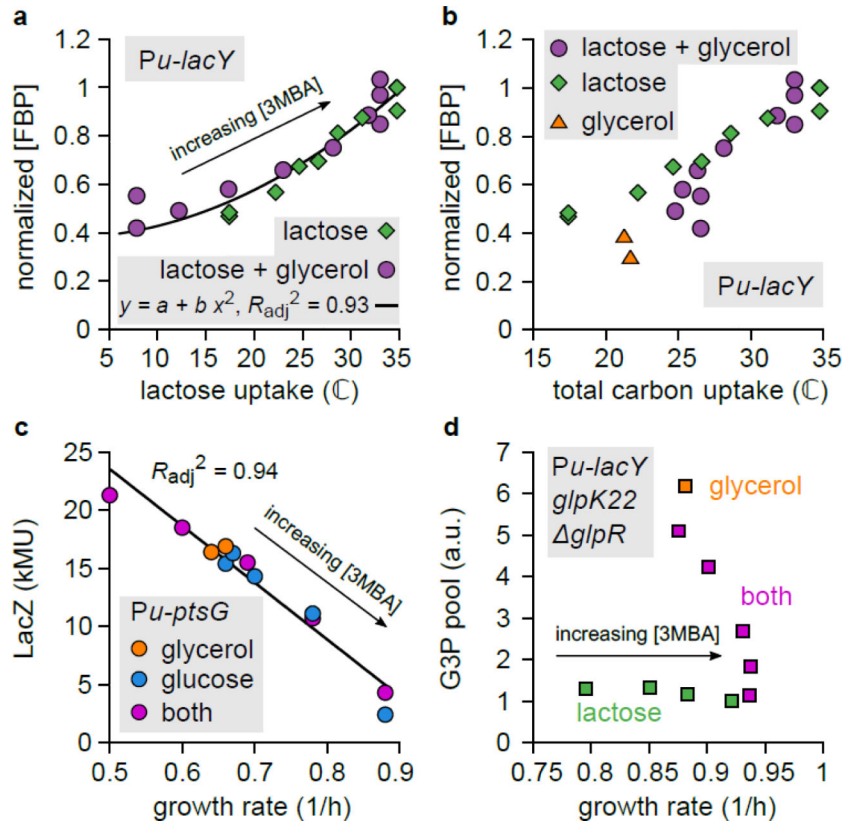 a
normalized [FBP]
1.2
1
0.8
0.6
0.4
0.2
0
Pu-lacY
increasing [3MBA]
lactose
lactose + glycerol
y = a + b x², Radj² = 0.93
5 10 15 20 25 30 35
lactose uptake (ℂ)
b
normalized [FBP]
1.2
1
0.8
0.6
0.4
0.2
0
lactose + glycerol
lactose
glycerol
Pu-lacY
15 20 25 30 35
total carbon uptake (ℂ)
c
LacZ (kMU)
25
20
15
10
5
0
Radj² = 0.94
increasing [3MBA]
Pu-ptsG
glycerol
glucose
both
0.5 0.6 0.7 0.8 0.9
growth rate (1/h)
d
G3P pool (a.u.)
7
6
5
4
3
2
1
0
Pu-lacY
glpK22
ΔglpR
glycerol
both
increasing [3MBA]
lactose
0.75 0.8 0.85 0.9 0.95 1
growth rate (1/h)